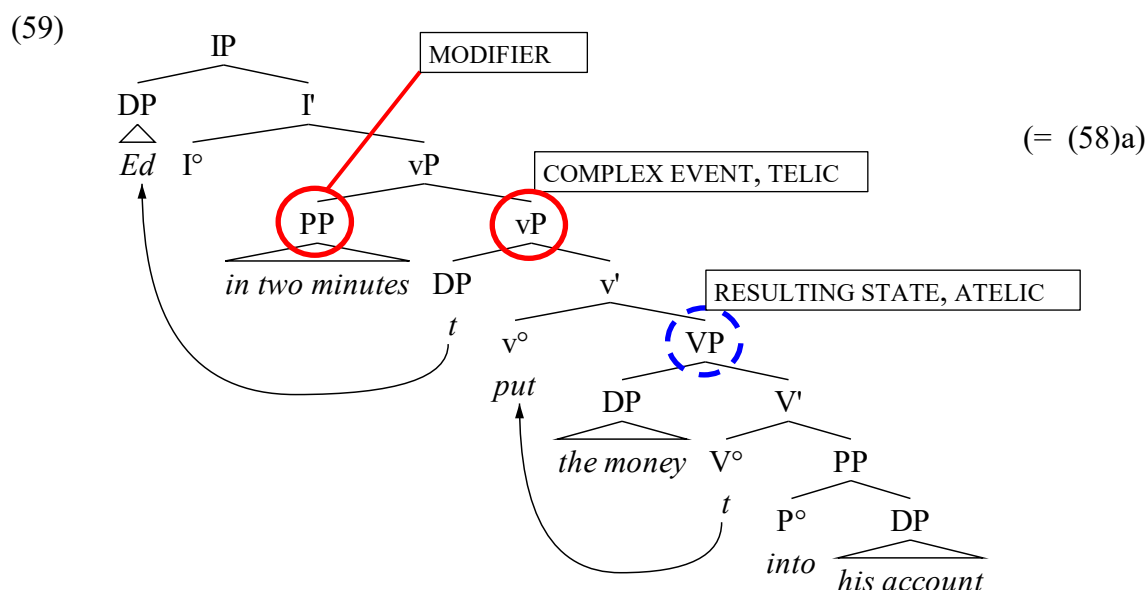 (59)
IP
MODIFIER
DP I'
(= (58)a)
Ed I° vP
COMPLEX EVENT, TELIC
PP vP
in two minutes DP v'
RESULTING STATE, ATELIC
t v° VP
put DP V'
the money V° PP
t P° DP
into his account